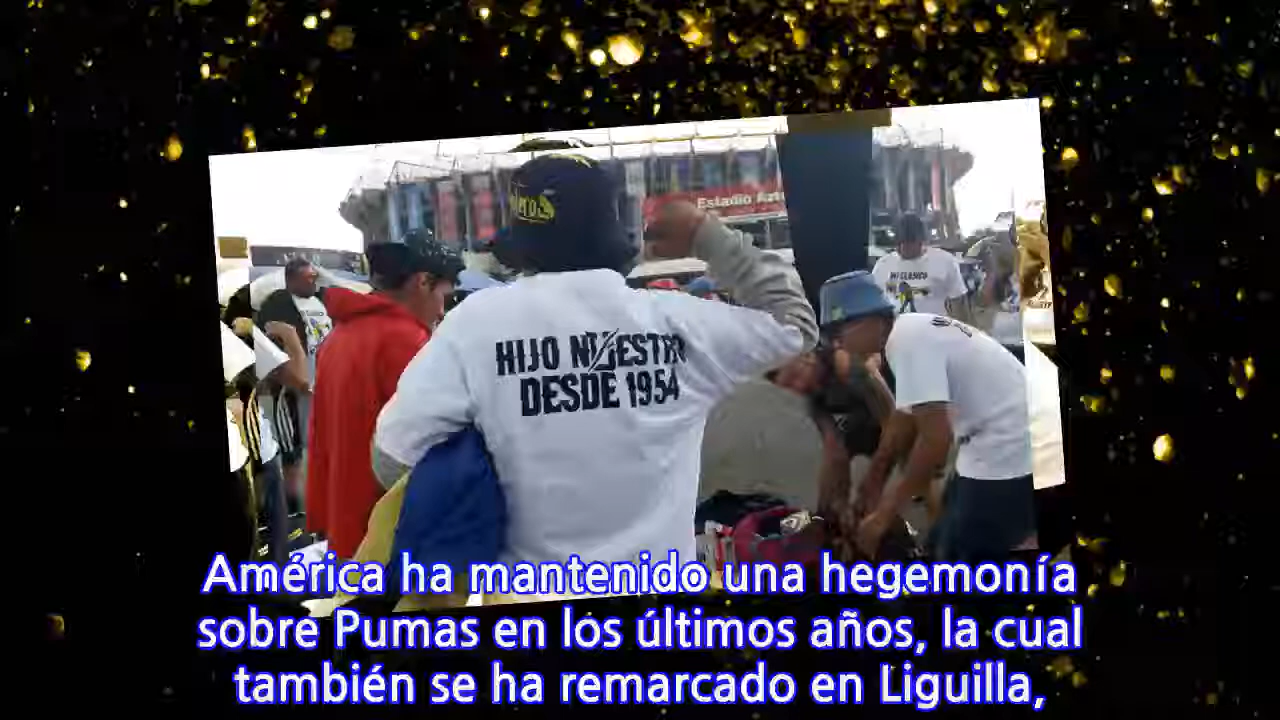 Estadio
HIJO NUESTRO
DESDE 1954
América ha mantenido una hegemonía
sobre Pumas en los últimos años, la cual
también se ha remarcado en Liguilla,